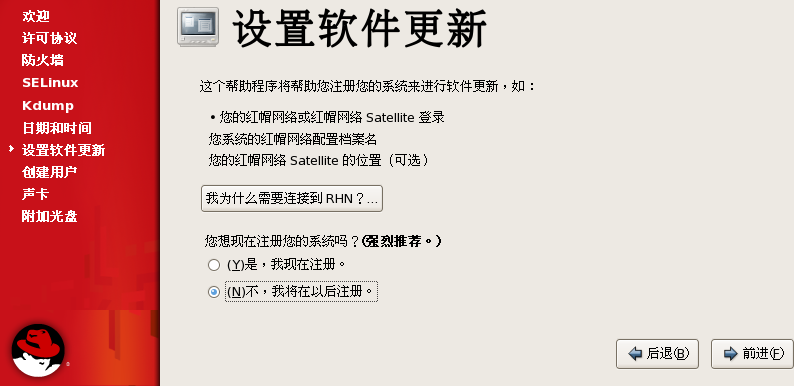 欢迎
许可协议
防火墙
SELinux
Kdump
日期和时间
设置软件更新
创建用户
声卡
附加光盘
设置软件更新
这个帮助程序将帮助您注册您的系统来进行软件更新，如：
• 您的红帽网络或红帽网络 Satellite 登录
您系统的红帽网络配置档案名
您的红帽网络 Satellite 的位置（可选）
我为什么需要连接到 RHN？...
您想现在注册您的系统吗？(强烈推荐。)
(Y)是，我现在注册。
(N)不，我将在以后注册。
后退(B)
前进(F)